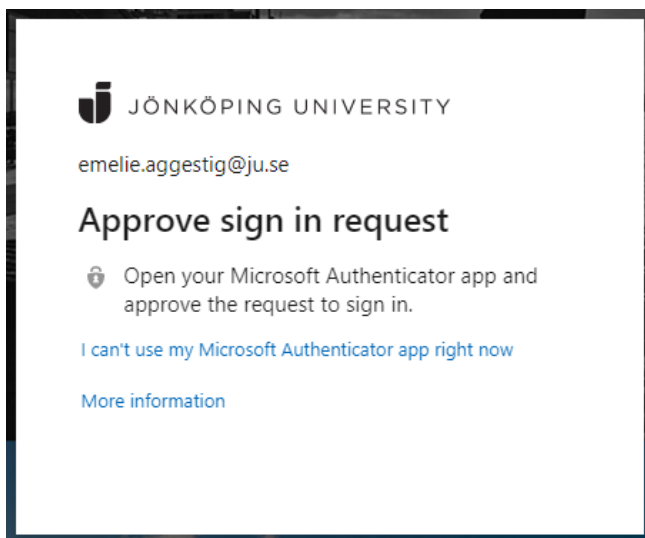 JÖNKÖPING UNIVERSITY
emelie.aggestig@ju.se
Approve sign in request
Open your Microsoft Authenticator app and
approve the request to sign in.
I can't use my Microsoft Authenticator app right now
More information